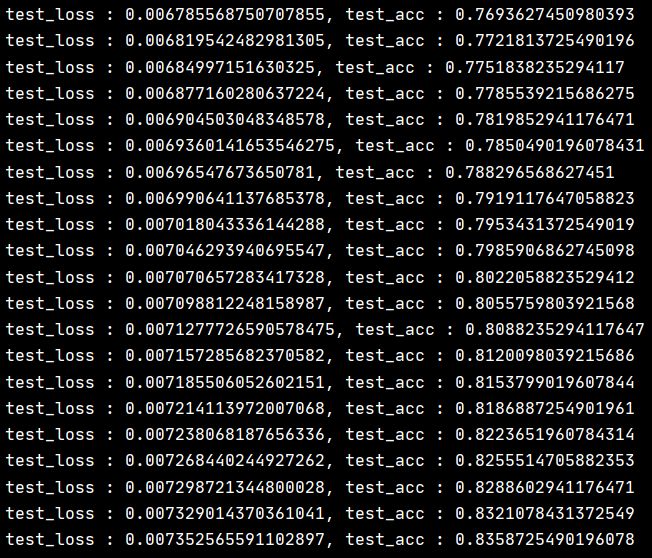 test_loss : 0.006785568750707855, test_acc : 0.7693627450980393
test_loss : 0.006819542482981305, test_acc : 0.7721813725490196
test_loss : 0.00684997151630325, test_acc : 0.7751838235294117
test_loss : 0.006877160280637224, test_acc : 0.7785539215686275
test_loss : 0.006904503048348578, test_acc : 0.7819852941176471
test_loss : 0.0069360141653546275, test_acc : 0.7850490196078431
test_loss : 0.00696547673650781, test_acc : 0.788296568627451
test_loss : 0.006990641137685378, test_acc : 0.7919117647058823
test_loss : 0.007018043336144288, test_acc : 0.7953431372549019
test_loss : 0.007046293940695547, test_acc : 0.7985906862745098
test_loss : 0.007070657283417328, test_acc : 0.8022058823529412
test_loss : 0.007098812248158987, test_acc : 0.8055759803921568
test_loss : 0.0071277726590578475, test_acc : 0.8088235294117647
test_loss : 0.007157285682370582, test_acc : 0.8120098039215686
test_loss : 0.007185506052602151, test_acc : 0.8153799019607844
test_loss : 0.007214113972007068, test_acc : 0.8186887254901961
test_loss : 0.007238068187656336, test_acc : 0.8223651960784314
test_loss : 0.007268440244927262, test_acc : 0.8255514705882353
test_loss : 0.007298721344800028, test_acc : 0.8288602941176471
test_loss : 0.007329014370361041, test_acc : 0.8321078431372549
test_loss : 0.007352565591102897, test_acc : 0.8358725490196078